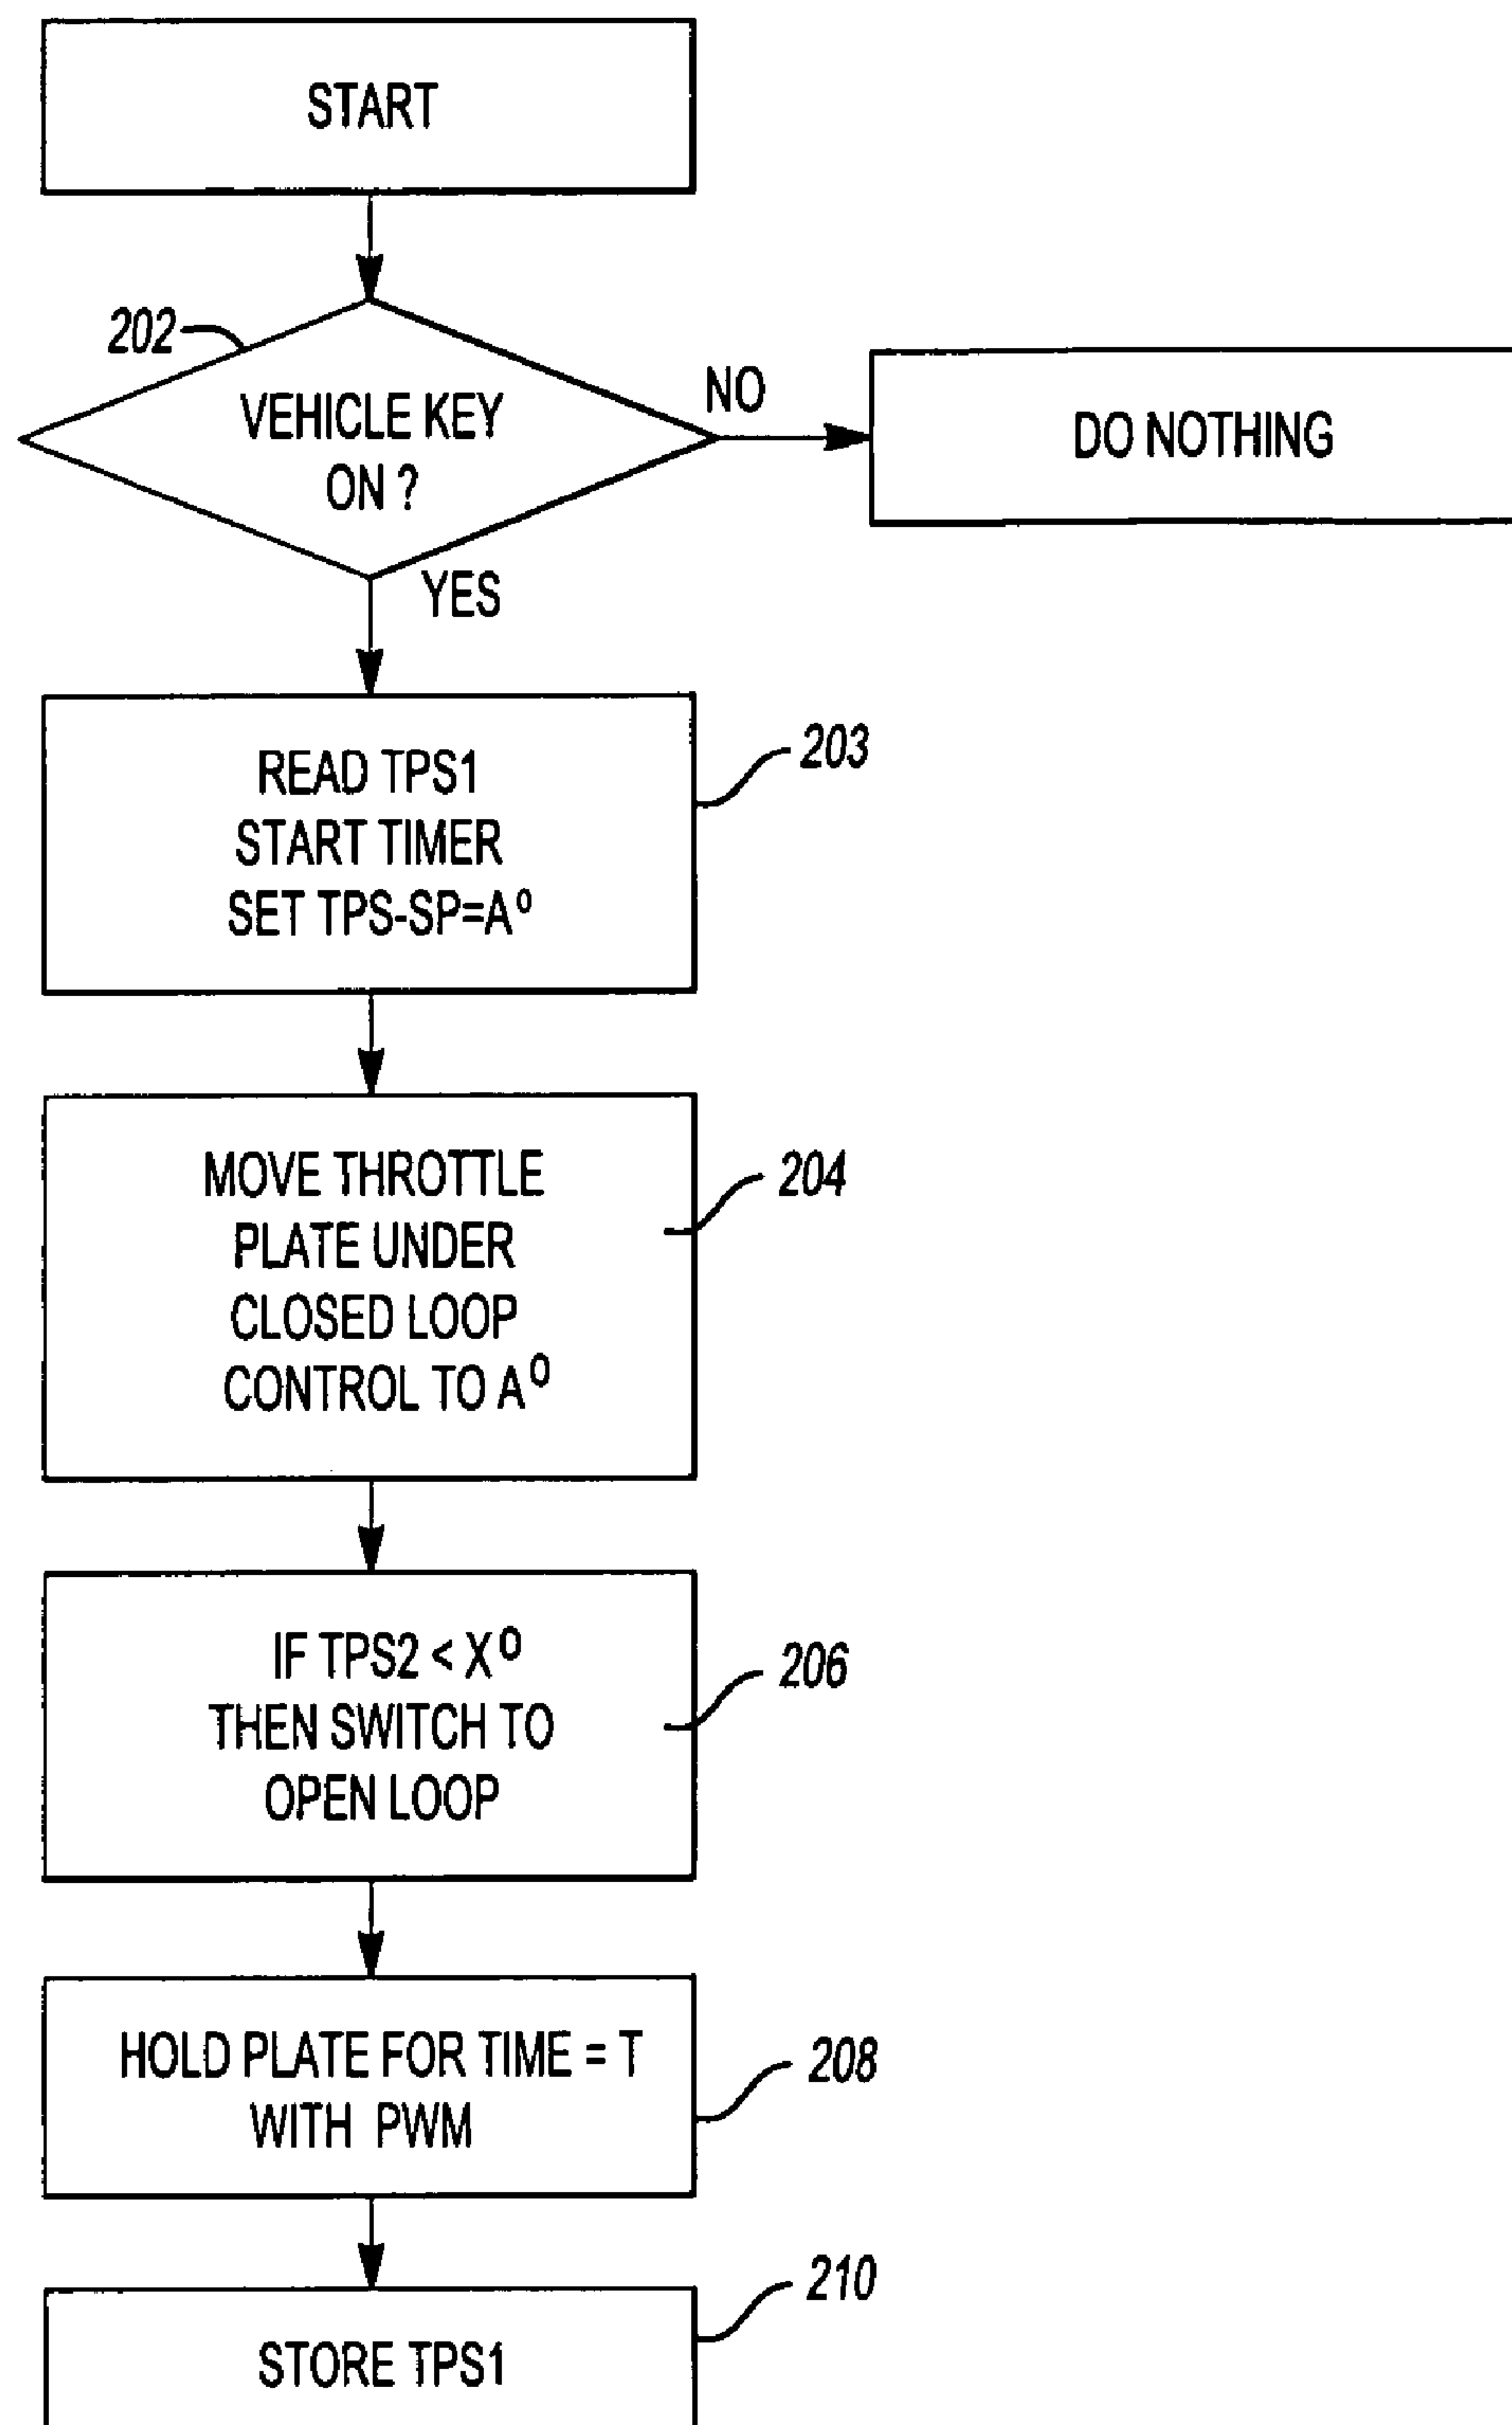 START
202
VEHICLE KEY
ON ?
NO
DO NOTHING
YES
READ TPS1
START TIMER
SET TPS-SP=A°
203
MOVE THROTTLE
PLATE UNDER
CLOSED LOOP
CONTROL TO A°
204
IF TPS2 < X°
THEN SWITCH TO
OPEN LOOP
206
HOLD PLATE FOR TIME = T
WITH PWM
208
210
STORE TPS1